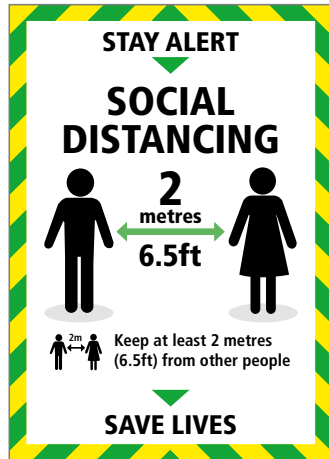 STAY ALERT
SOCIAL
DISTANCING
2
metres
6.5ft
2m
Keep at least 2 metres
(6.5ft) from other people
SAVE LIVES